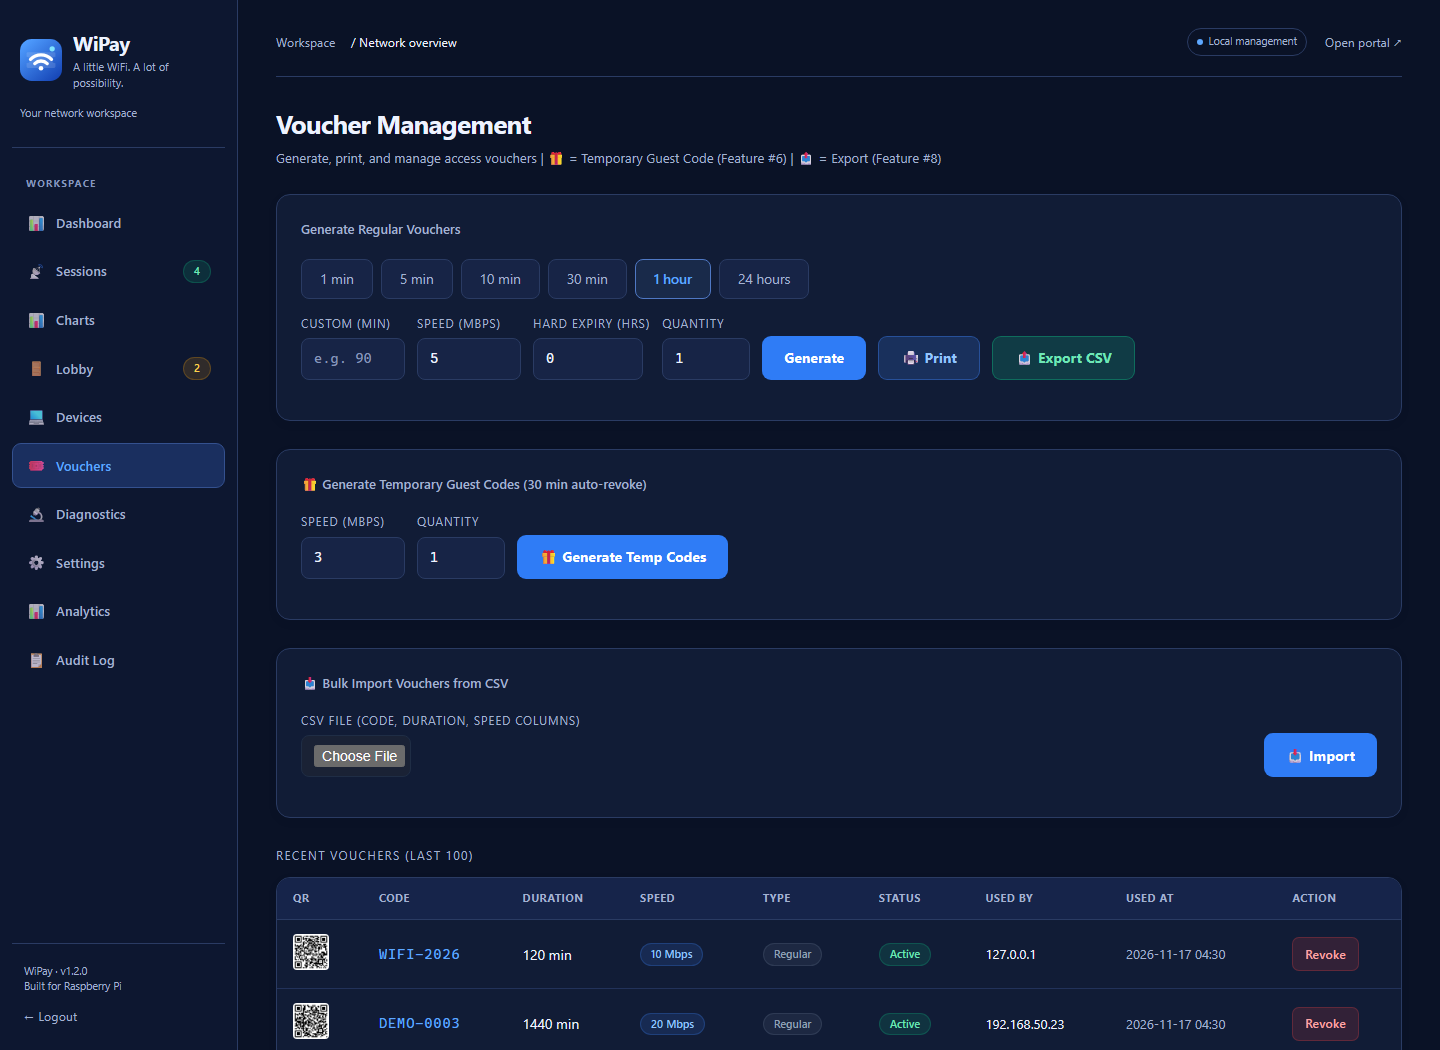 WiPay
A little WiFi. A lot of
possibility.
Your network workspace
WORKSPACE
Dashboard
Sessions 4
Charts
Lobby 2
Devices
Vouchers
Diagnostics
Settings
Analytics
Audit Log
WiPay · v1.2.0
Built for Raspberry Pi
← Logout
Workspace / Network overview
Local management
Open portal ↗
Voucher Management
Generate, print, and manage access vouchers | 🎁 = Temporary Guest Code (Feature #6) | 📤 = Export (Feature #8)
Generate Regular Vouchers
1 min 5 min 10 min 30 min 1 hour 24 hours
CUSTOM (MIN) SPEED (MBPS) HARD EXPIRY (HRS) QUANTITY
e.g. 90 5 0 1 Generate Print Export CSV
Generate Temporary Guest Codes (30 min auto-revoke)
SPEED (MBPS) QUANTITY
3 1 Generate Temp Codes
Bulk Import Vouchers from CSV
CSV FILE (CODE, DURATION, SPEED COLUMNS)
Choose File Import
RECENT VOUCHERS (LAST 100)
QR CODE DURATION SPEED TYPE STATUS USED BY USED AT ACTION
WIFI-2026 120 min 10 Mbps Regular Active 127.0.0.1 2026-11-17 04:30 Revoke
DEMO-0003 1440 min 20 Mbps Regular Active 192.168.50.23 2026-11-17 04:30 Revoke